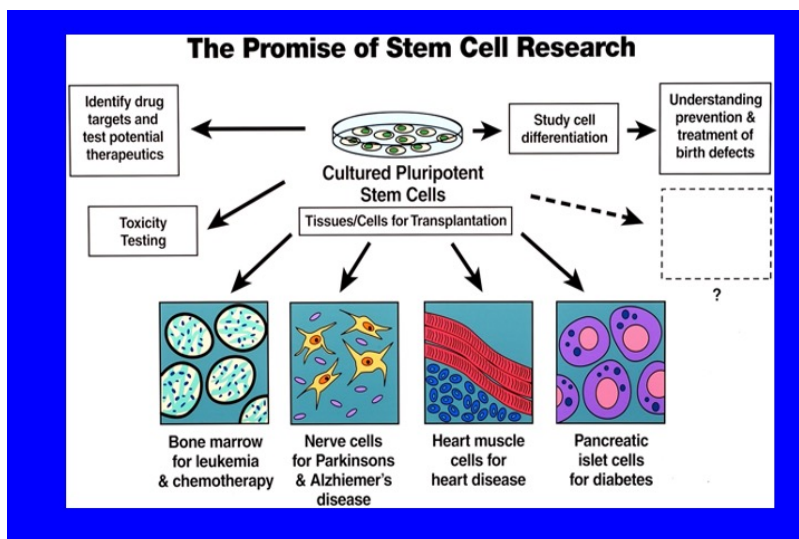 The Promise of Stem Cell Research
Identify drug
targets and
test potential
therapeutics
Study cell
differentiation
Understanding
prevention &
treatment of
birth defects
Cultured Pluripotent
Stem Cells
Toxicity
Testing
Tissues/Cells for Transplantation
?
Bone marrow
for leukemia
& chemotherapy
Nerve cells
for Parkinsons
& Alzhiemer's
disease
Heart muscle
cells for
heart disease
Pancreatic
islet cells
for diabetes